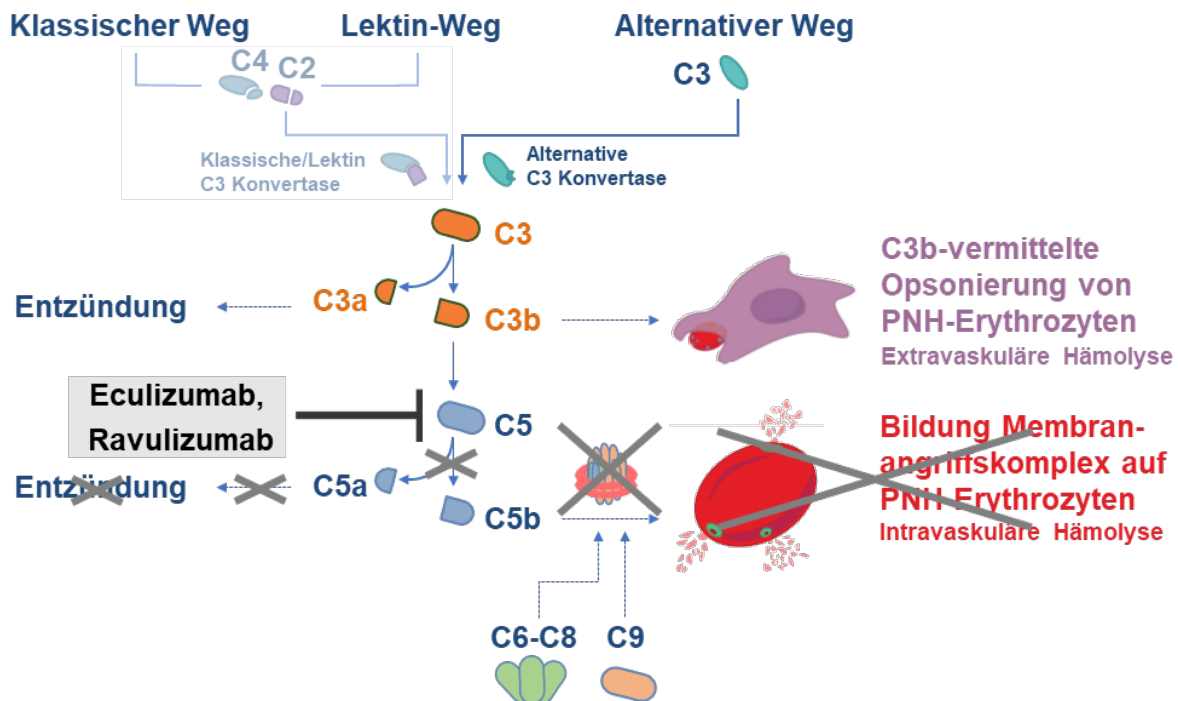 Klassischer Weg
Lektin-Weg
Alternativer Weg
C4
C2
C3
Klassische/Lektin
C3 Konvertase
Alternative
C3 Konvertase
C3
C3a
Entzündung
C3b
C3b-vermittelte
Opsonierung von
PNH-Erythrozyten
Extravaskuläre Hämolyse
Eculizumab,
Ravulizumab
C5
Entzündung
C5a
C5b
Bildung Membran-
angriffskomplex auf
PNH-Erythrozyten
Intravaskuläre Hämolyse
C6-C8
C9